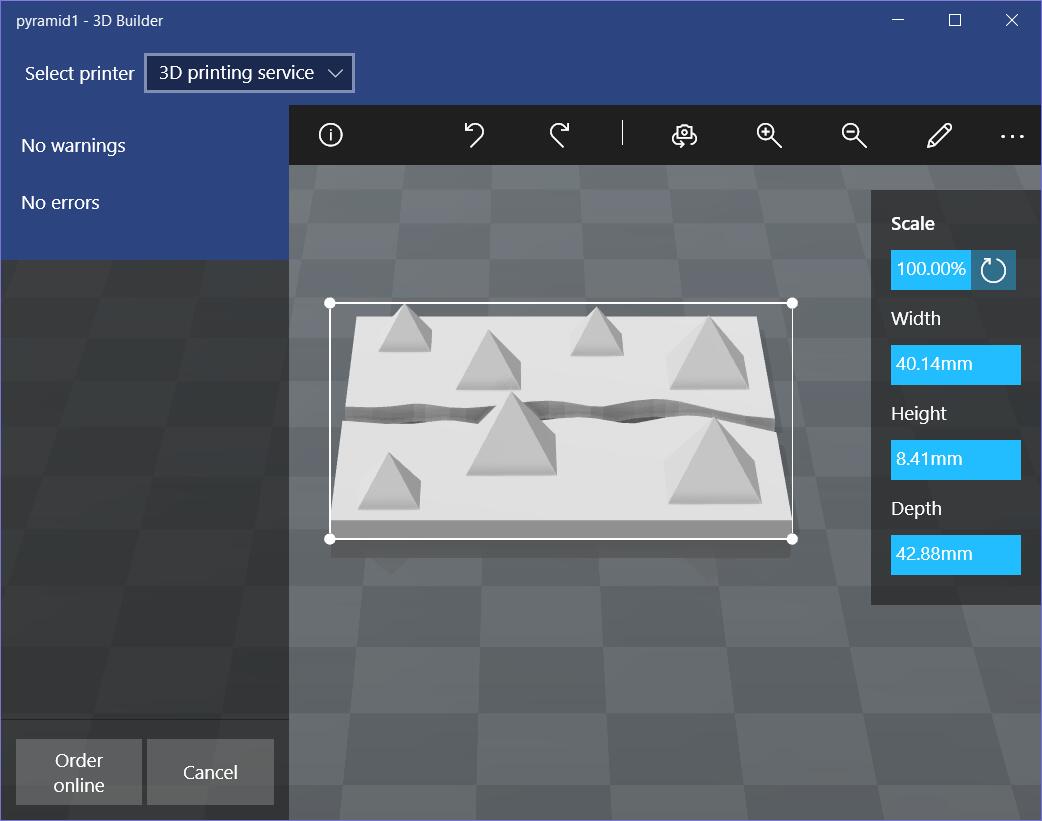 pyramid1 - 3D Builder
Select printer
3D printing service
No warnings
No errors
Scale
100.00%
Width
40.14mm
Height
8.41mm
Depth
42.88mm
Order
online
Cancel